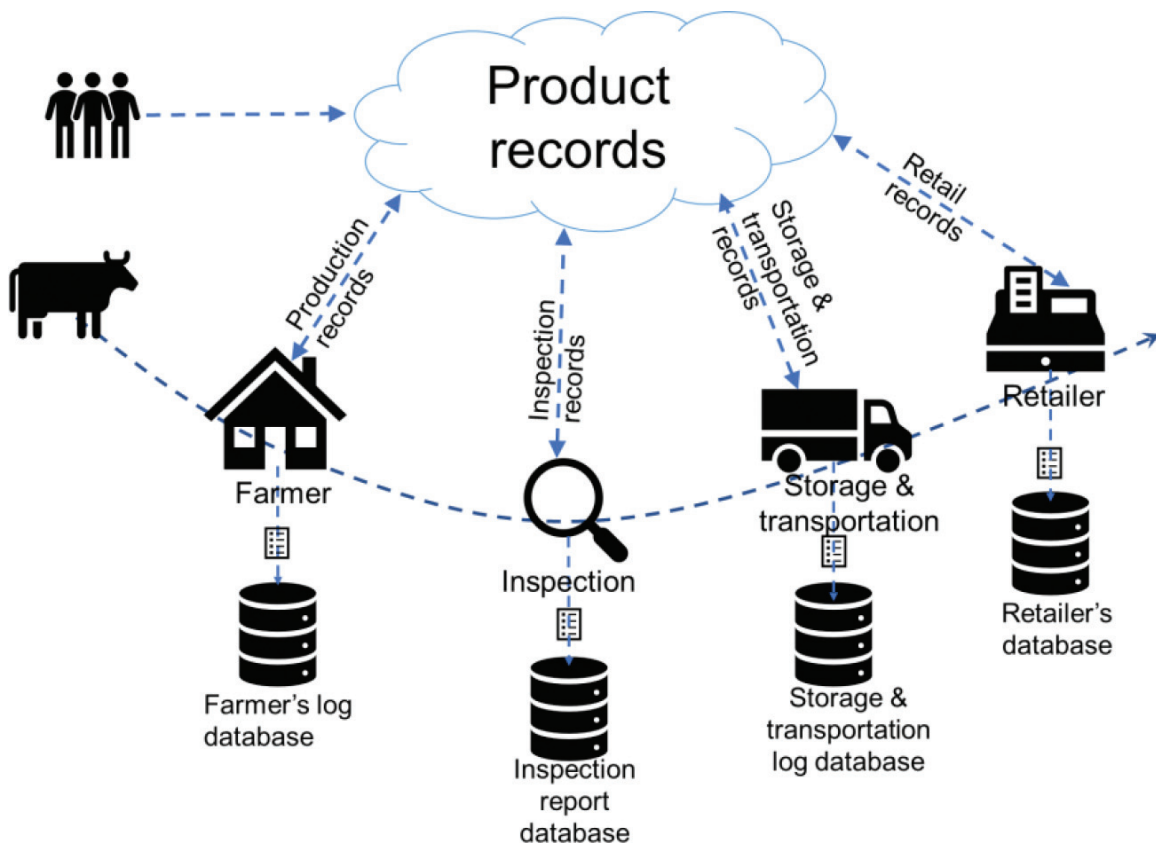 Product
records
Production
records
Inspection
records
Storage &
transportation
records
Retail
records
Farmer
Inspection
Storage &
transportation
Retailer
Farmer’s log
database
Inspection
report
database
Storage &
transportation
log database
Retailer’s
database